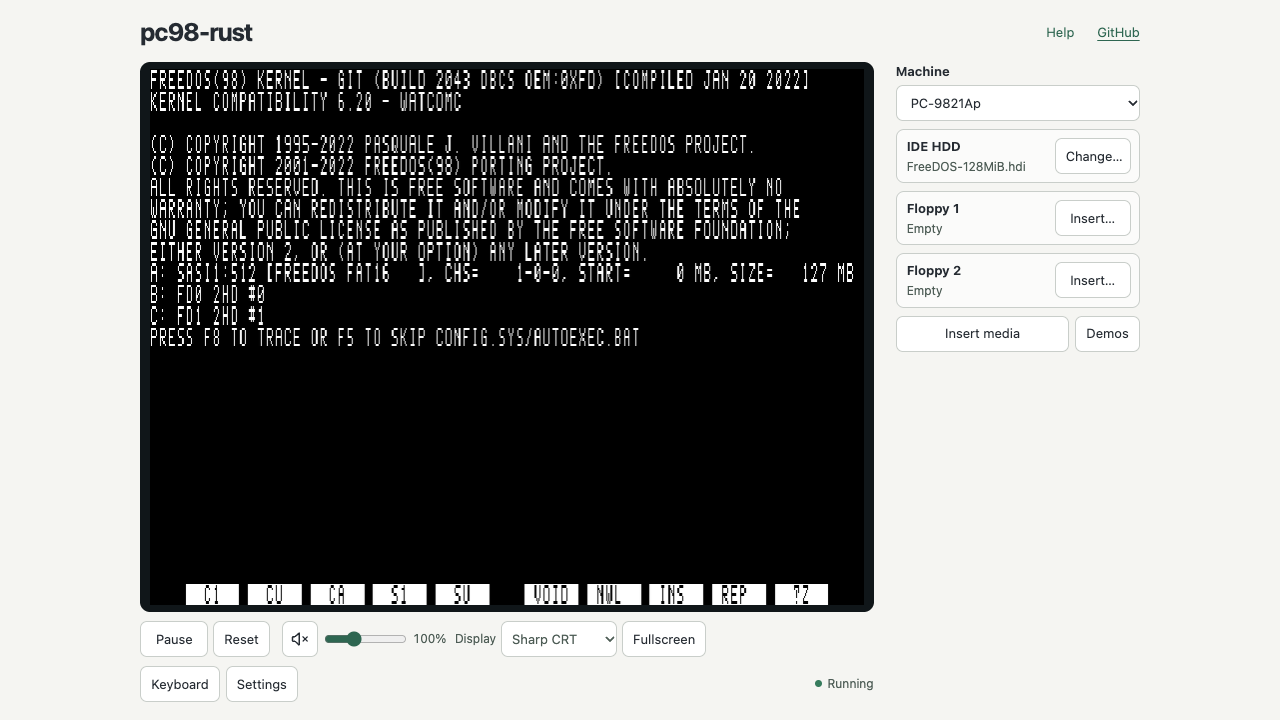 pc98-rust
Help
GitHub
FREEDOS(98) KERNEL - GIT (BUILD 2043 DBCS OEM:0XFD) [COMPILED JAN 20 2022]
KERNEL COMPATIBILITY 6.20 - WATCOMC
(C) COPYRIGHT 1995-2022 PASQUALE J. VILLANI AND THE FREEDOS PROJECT.
(C) COPYRIGHT 2001-2022 FREEDOS(98) PORTING PROJECT.
ALL RIGHTS RESERVED. THIS IS FREE SOFTWARE AND COMES WITH ABSOLUTELY NO
WARRANTY; YOU CAN REDISTRIBUTE IT AND/OR MODIFY IT UNDER THE TERMS OF THE
GNU GENERAL PUBLIC LICENSE AS PUBLISHED BY THE FREE SOFTWARE FOUNDATION;
EITHER VERSION 2, OR (AT YOUR OPTION) ANY LATER VERSION.
A: SASI1:512 [FREEDOS FAT16   ], CHS=    1-0-0, START=     0 MB, SIZE=   127 MB
B: FD0 2HD #0
C: FD1 2HD #1
PRESS F8 TO TRACE OR F5 TO SKIP CONFIG.SYS/AUTOEXEC.BAT
C1 CU CA S1 SU VOID NWL INS REP ?Z
Machine
PC-9821Ap
IDE HDD
FreeDOS-128MiB.hdi
Change...
Floppy 1
Empty
Insert...
Floppy 2
Empty
Insert...
Insert media
Demos
Pause
Reset
100%
Display
Sharp CRT
Fullscreen
Keyboard
Settings
Running